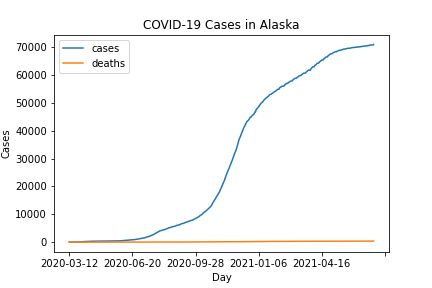 COVID-19 Cases in Alaska
cases
deaths
70000
60000
50000
40000
30000
20000
10000
0
Cases
2020-03-12 2020-06-20 2020-09-28 2021-01-06 2021-04-16
Day